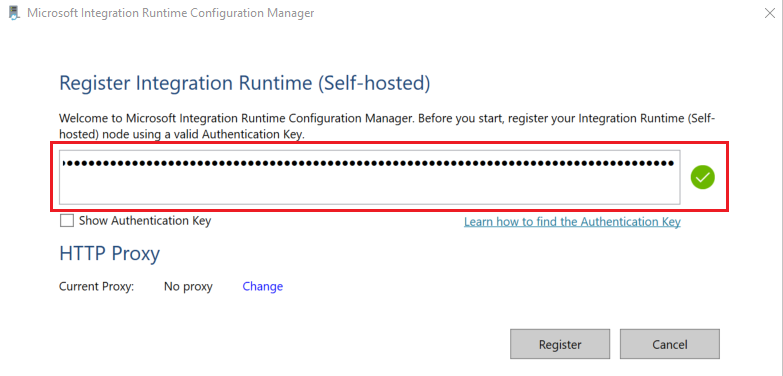 Microsoft Integration Runtime Configuration Manager
Register Integration Runtime (Self-hosted)
Welcome to Microsoft Integration Runtime Configuration Manager. Before you start, register your Integration Runtime (Self-
hosted) node using a valid Authentication Key.
Show Authentication Key
Learn how to find the Authentication Key
HTTP Proxy
Current Proxy: No proxy Change
Register Cancel